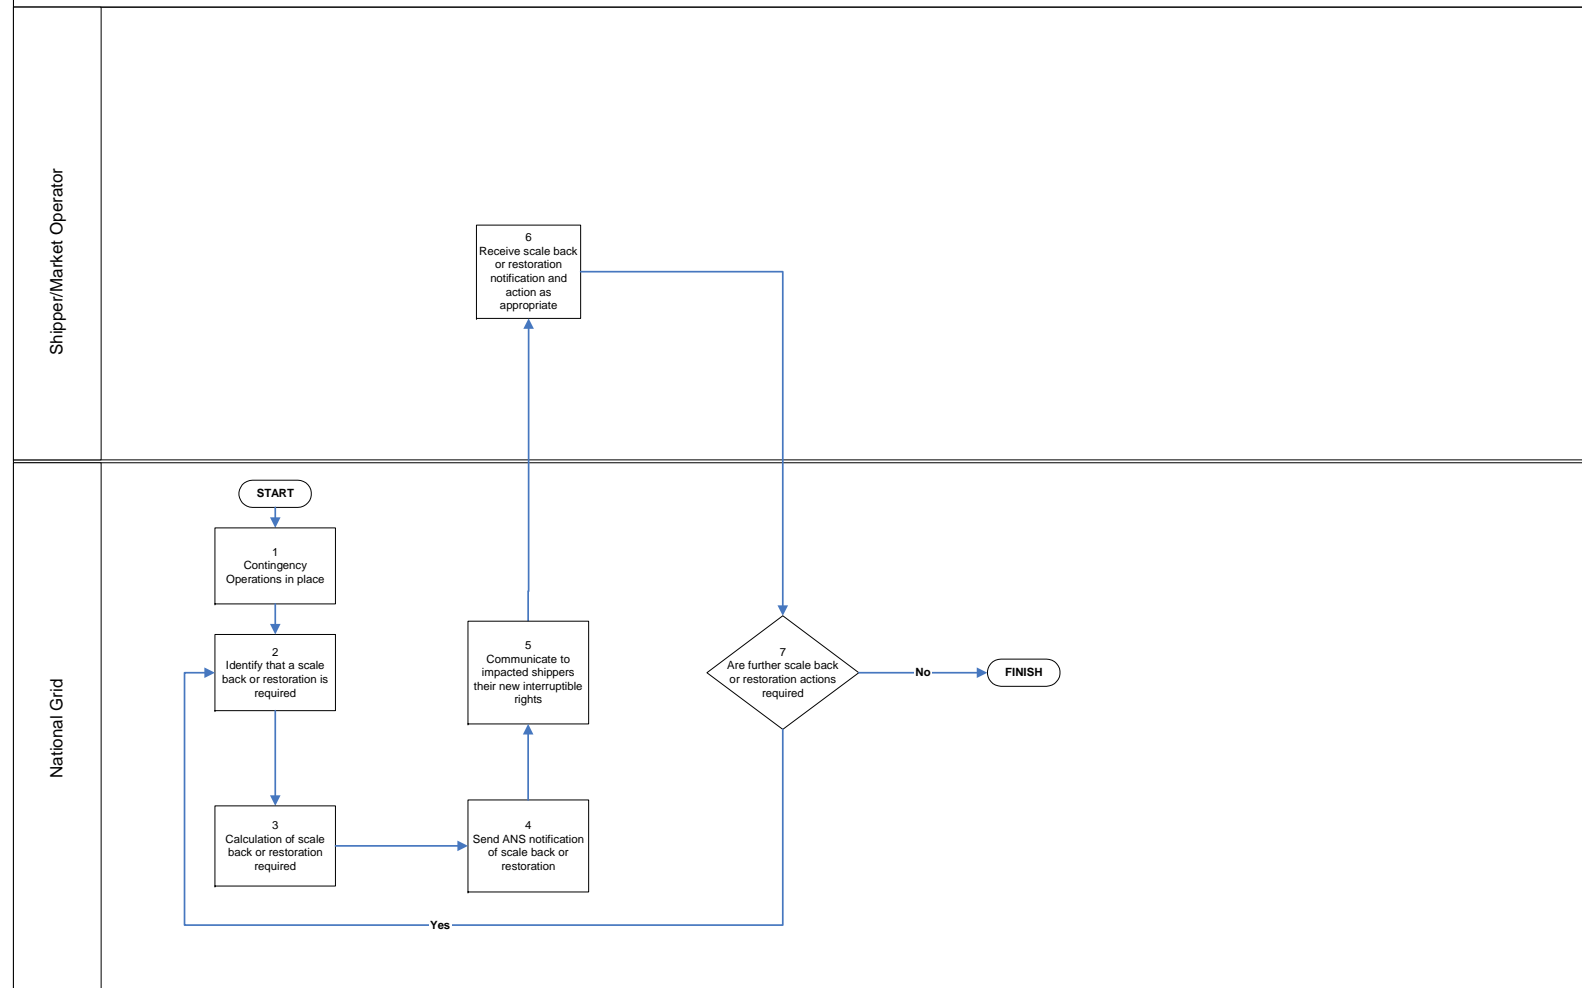 Shipper/Market Operator
6
Receive scale back
or restoration
notification and
action as
appropriate
National Grid
START
1
Contingency
Operations in place
2
Identify that a scale
back or restoration is
required
3
Calculation of scale
back or restoration
required
4
Send ANS notification
of scale back or
restoration
5
Communicate to
impacted shippers
their new interruptible
rights
7
Are further scale back
or restoration actions
required
No
FINISH
Yes